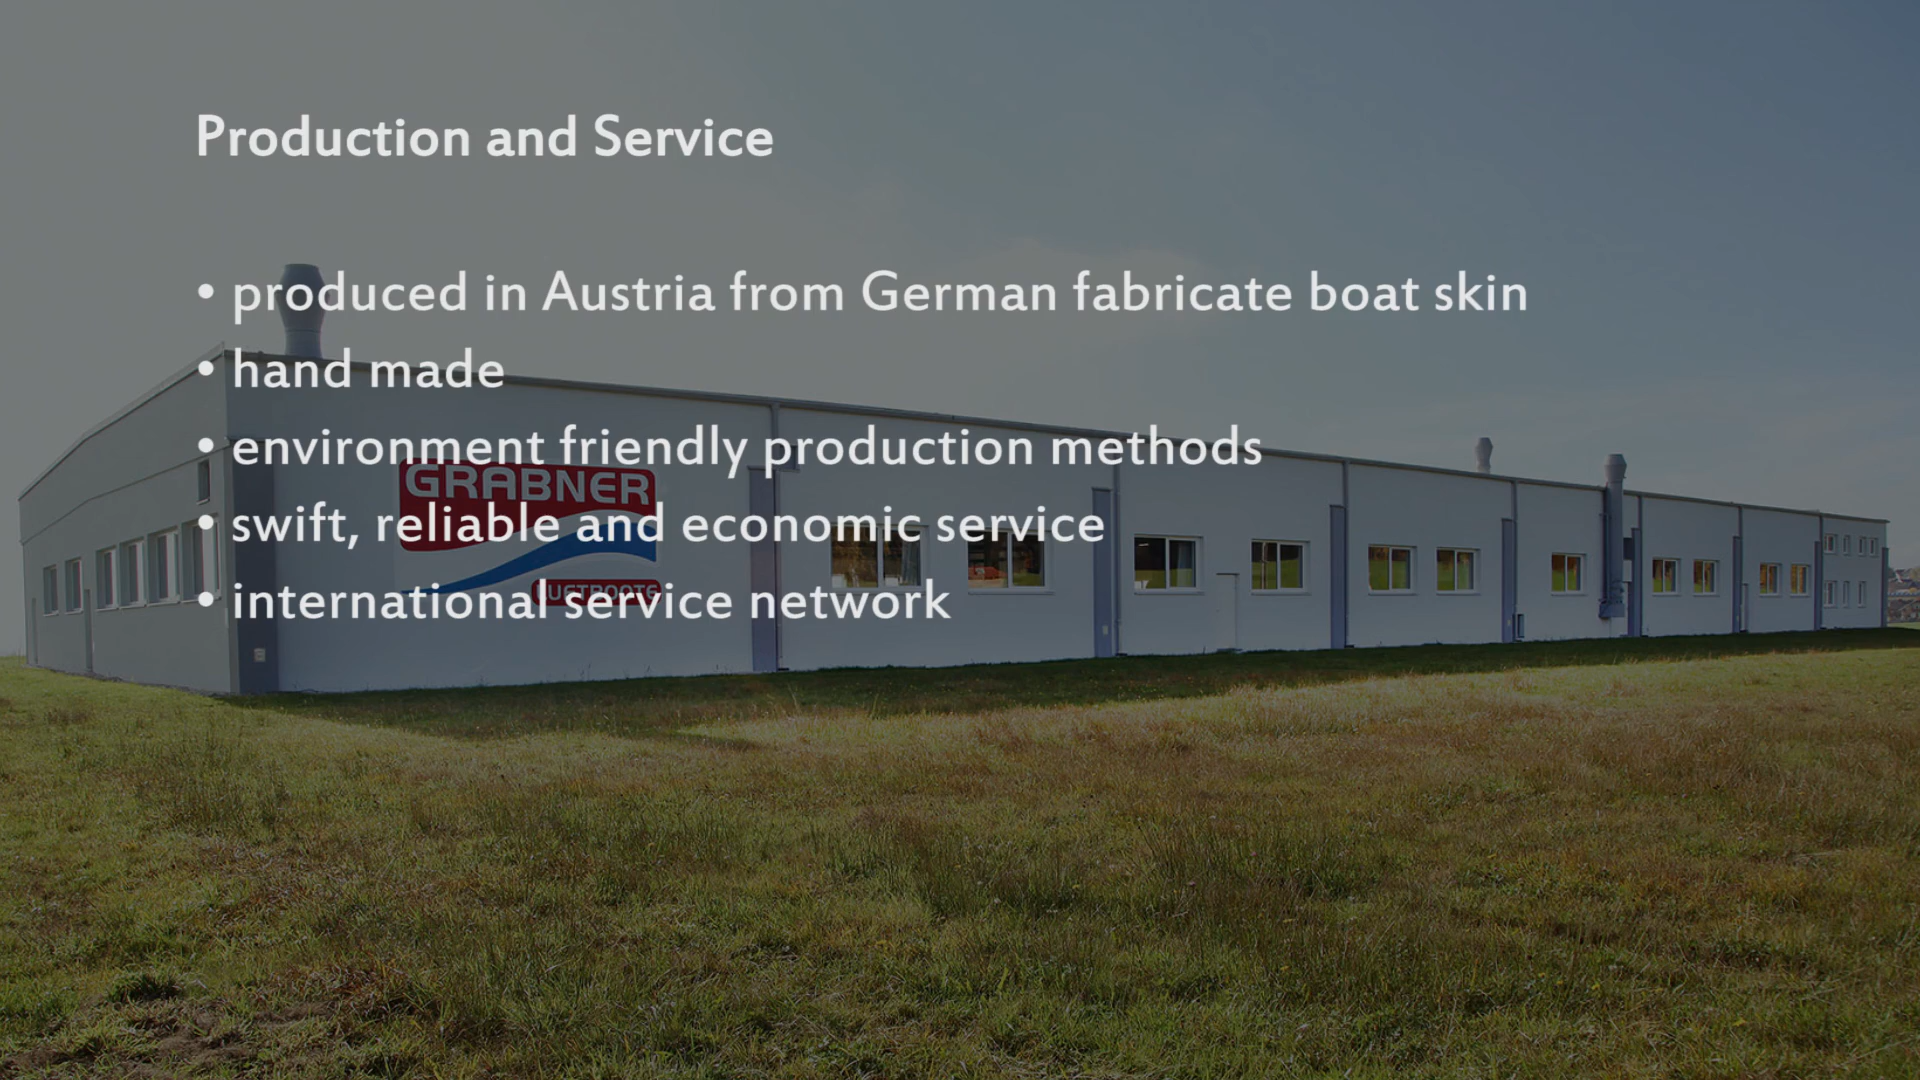 Production and Service
• produced in Austria from German fabricate boat skin
• hand made
• environment friendly production methods
GRABNER
• swift, reliable and economic service
• international service network
LUFTBOOTE